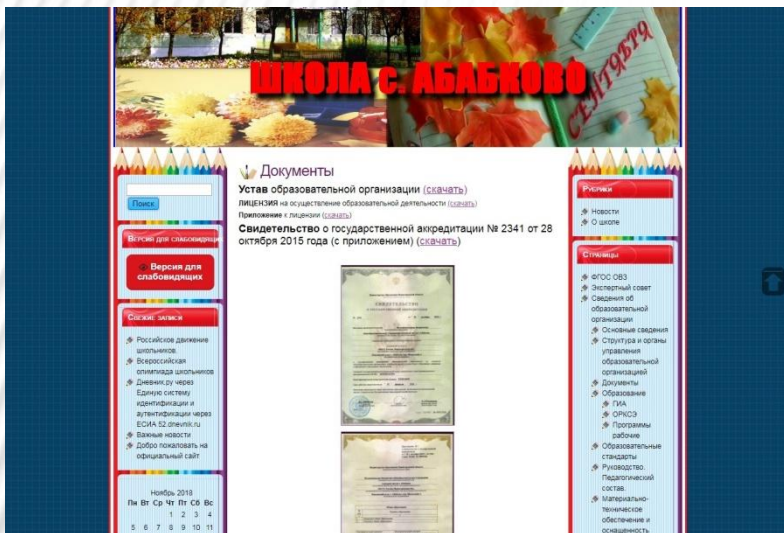 ШКОЛА с. АБАБКОВО
СЕНТЯБРЯ
Документы
Устав образовательной организации (скачать)
ЛИЦЕНЗИЯ на осуществление образовательной деятельности (скачать)
Приложение к лицензии (скачать)
Свидетельство о государственной аккредитации № 2341 от 28
октября 2015 года (с приложением) (скачать)
СВИДЕТЕЛЬСТВО
Поиск
Версия для слабовидящи
Версия для
слабовидящих
Свежие записи
Российское движение
школьников.
Всероссийская
олимпиада школьников
Дневник.ру через
Единую систему
идентификации и
аутентификации через
ЕСИА 52.dnevnik.ru
Важные новости
Добро пожаловать на
официальный сайт
Ноябрь 2018
Пн Вт Ср Чт Пт Сб Вс
1 2 3 4
5 6 7 8 9 10 11
Рубрики
Новости
О школе
Страницы
ФГОС ОВЗ
Экспертный совет
Сведения об
образовательной
организации
Основные сведения
Структура и органы
управления
образовательной
организацией
Документы
Образование
ГИА
ОРКСЭ
Программы
рабочие
Образовательные
стандарты
Руководство.
Педагогический
состав.
Материально-
техническое
обеспечение и
оснащенность